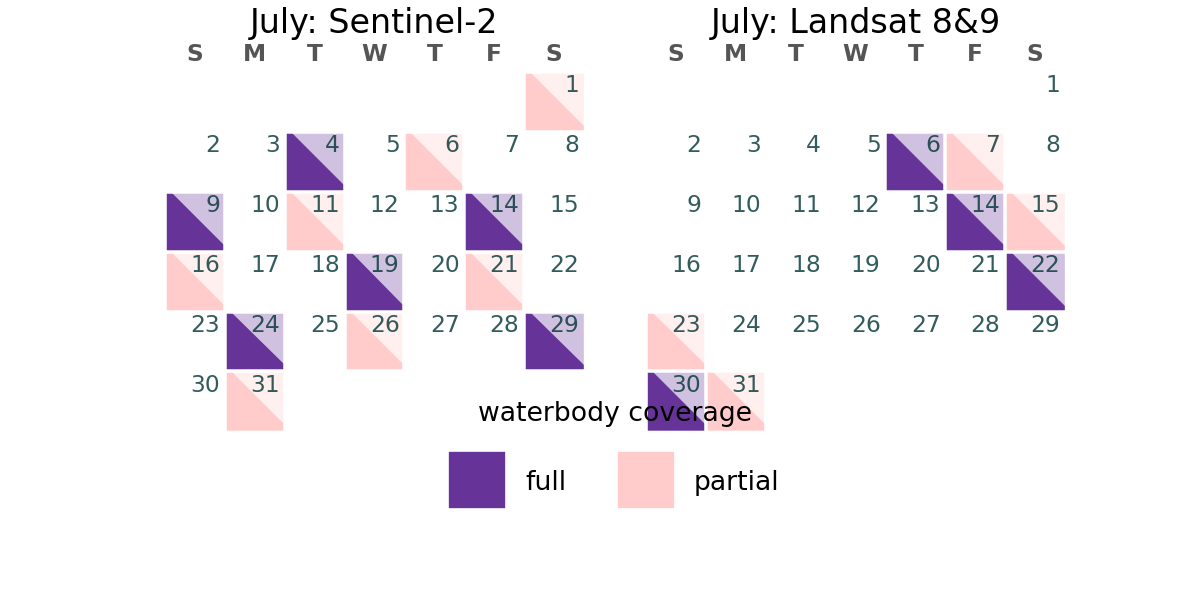 July: Sentinel-2
S M T W T F S
1
2 3 4 5 6 7 8
9 10 11 12 13 14 15
16 17 18 19 20 21 22
23 24 25 26 27 28 29
30 31
July: Landsat 8&9
S M T W T F S
1
2 3 4 5 6 7 8
9 10 11 12 13 14 15
16 17 18 19 20 21 22
23 24 25 26 27 28 29
30 31
waterbody coverage
full partial